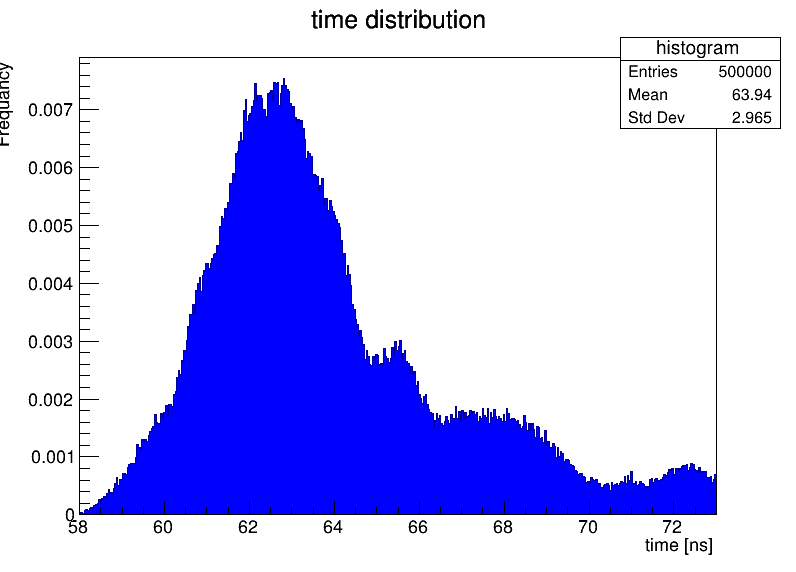 time distribution
histogram
Entries 500000
Mean 63.94
Std Dev 2.965
Frequancy
0.007
0.006
0.005
0.004
0.003
0.002
0.001
0
58 60 62 64 66 68 70 72
time [ns]